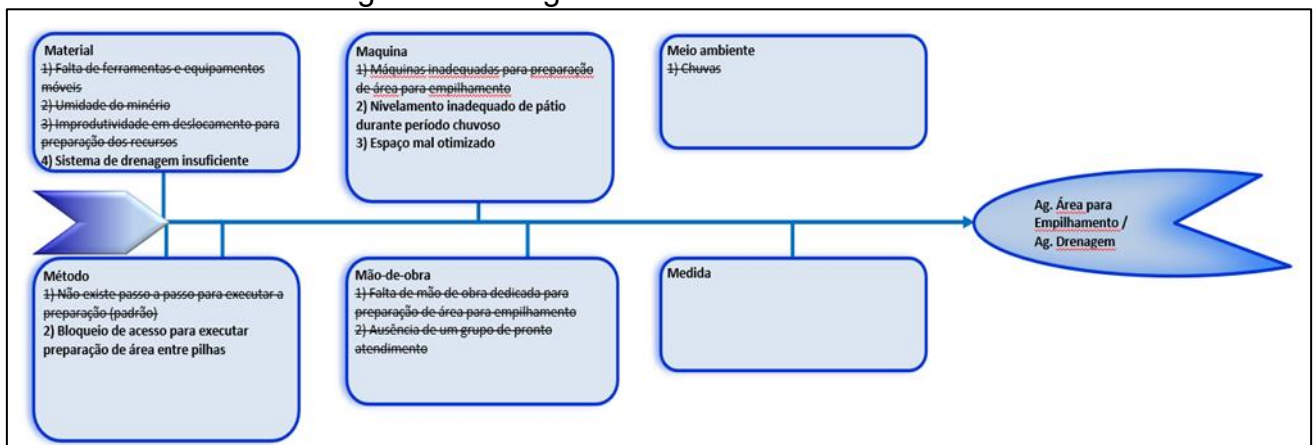 Material
1) Falta de ferramentas e equipamentos
móveis
2) Umidade do minério
3) Improdutividade em deslocamento para
preparação dos recursos
4) Sistema de drenagem insuficiente
Maquina
1) Máquinas inadequadas para preparação
de área para empilhamento
2) Nivelamento inadequado de pátio
durante período chuvoso
3) Espaço mal otimizado
Meio ambiente
1) Chuvas
Ag. Área para
Empilhamento /
Ag. Drenagem
Método
1) Não existe passo a passo para executar a
preparação (padrão)
2) Bloqueio de acesso para executar
preparação de área entre pilhas
Mão-de-obra
1) Falta de mão de obra dedicada para
preparação de área para empilhamento
2) Ausência de um grupo de pronto
atendimento
Medida